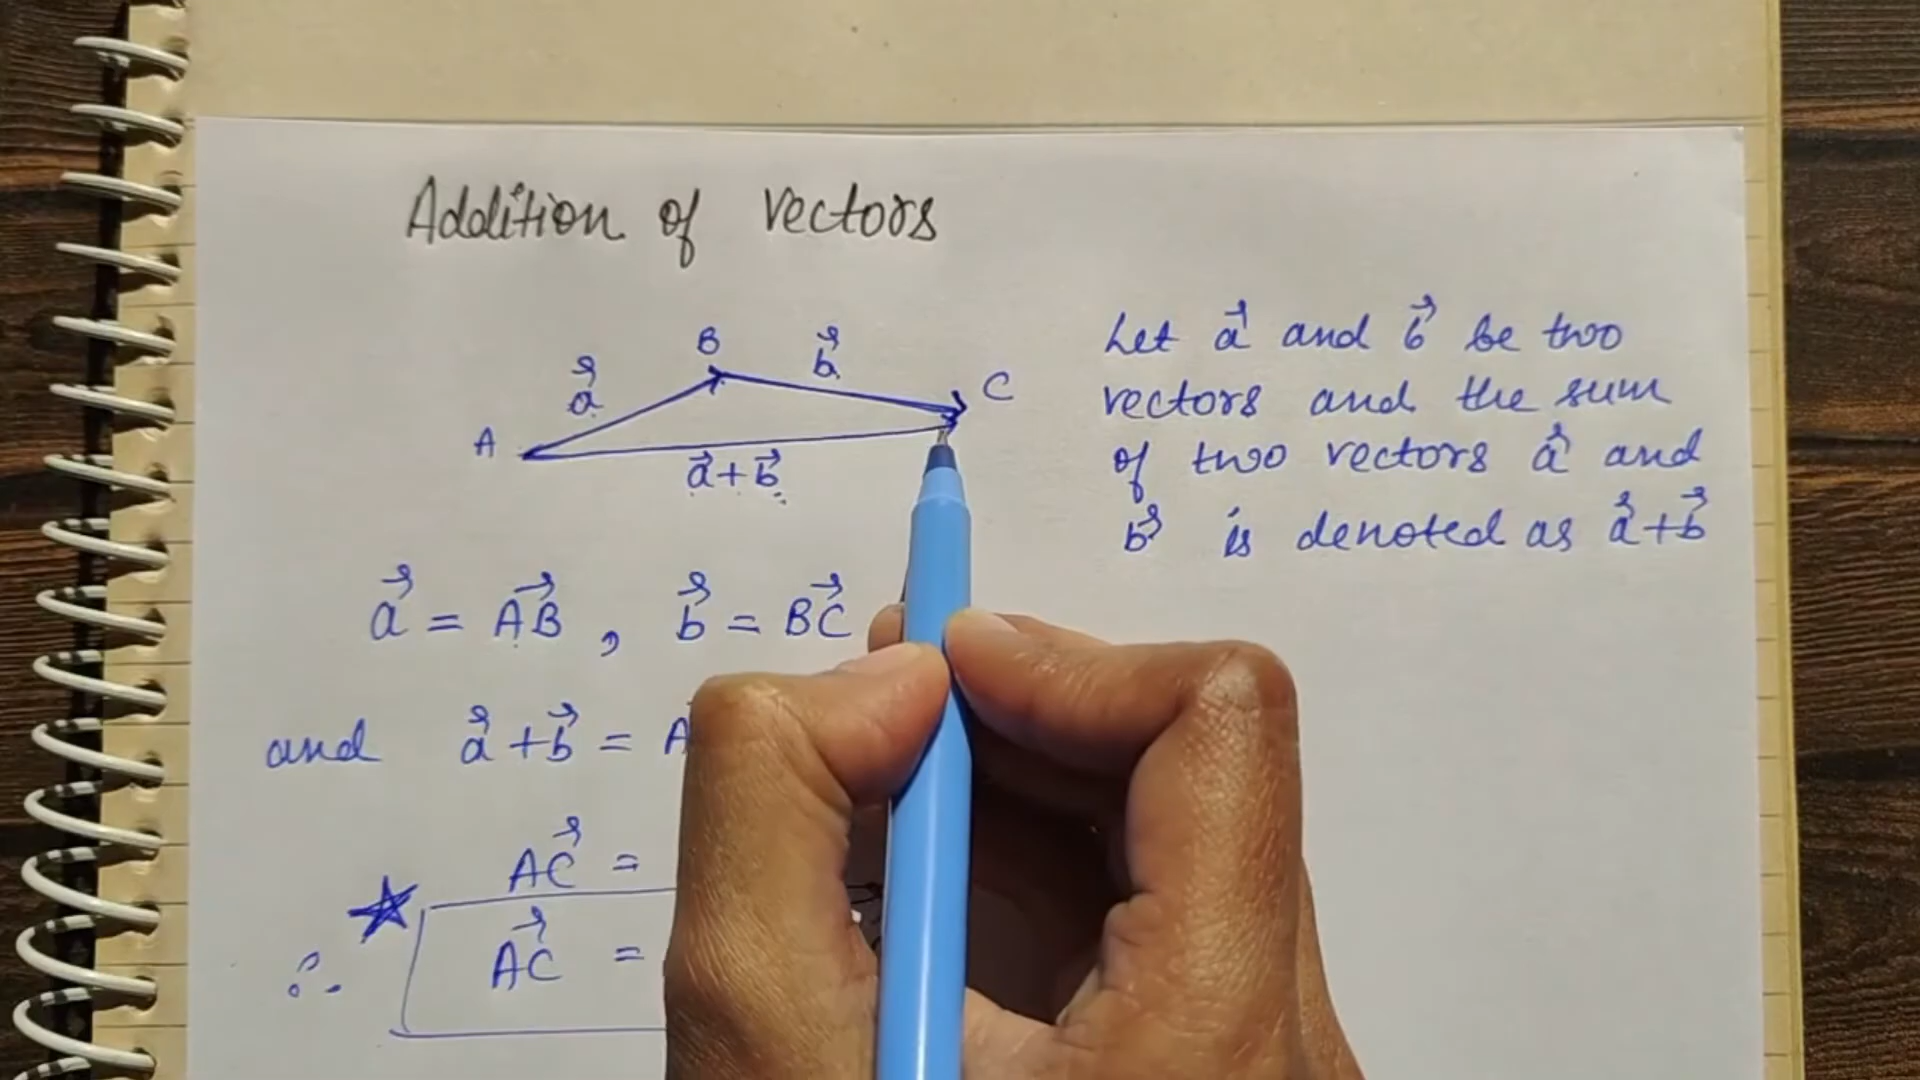 Addition of vectors
B
b⃗
a⃗
C
A
a⃗+b⃗
Let a⃗ and b⃗ be two
vectors and the sum
of two vectors a⃗ and
b⃗ is denoted as a⃗+b⃗
a⃗ = AB⃗ , b⃗ = BC⃗
and a⃗+b⃗ = A
AC⃗ =
∴ AC⃗ =